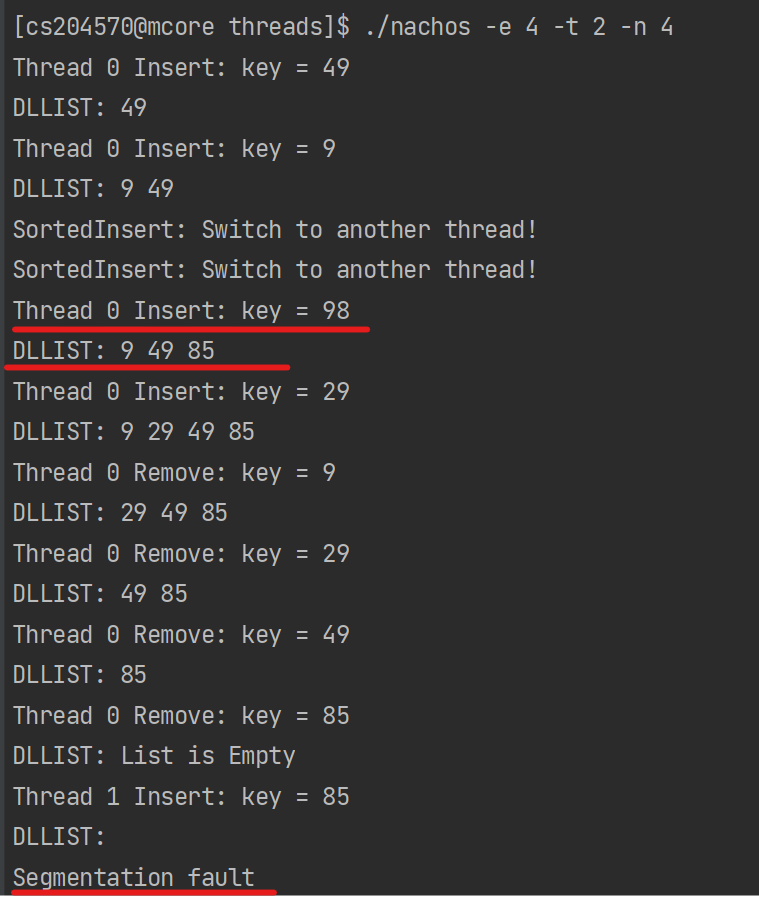 [cs204570@mcore threads]$ ./nachos -e 4 -t 2 -n 4
Thread 0 Insert: key = 49
DLLIST: 49
Thread 0 Insert: key = 9
DLLIST: 9 49
SortedInsert: Switch to another thread!
SortedInsert: Switch to another thread!
Thread 0 Insert: key = 98
DLLIST: 9 49 85
Thread 0 Insert: key = 29
DLLIST: 9 29 49 85
Thread 0 Remove: key = 9
DLLIST: 29 49 85
Thread 0 Remove: key = 29
DLLIST: 49 85
Thread 0 Remove: key = 49
DLLIST: 85
Thread 0 Remove: key = 85
DLLIST: List is Empty
Thread 1 Insert: key = 85
DLLIST:
Segmentation fault